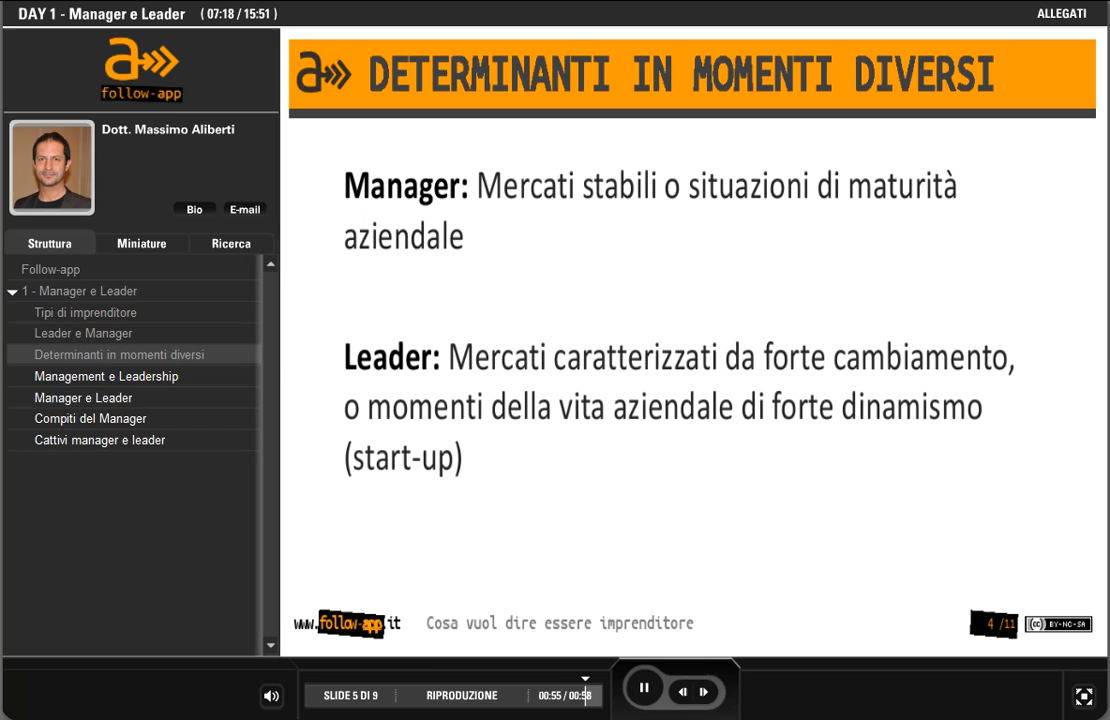 DAY 1 - Manager e Leader ( 07:18 / 15:51 )
ALLEGATI
a
follow-app
Dott. Massimo Aliberti
Bio E-mail
Struttura Miniature Ricerca
Follow-app
1 - Manager e Leader
Tipi di imprenditore
Leader e Manager
Determinanti in momenti diversi
Management e Leadership
Manager e Leader
Compiti del Manager
Cattivi manager e leader
a DETERMINANTI IN MOMENTI DIVERSI
Manager: Mercati stabili o situazioni di maturità
aziendale
Leader: Mercati caratterizzati da forte cambiamento,
o momenti della vita aziendale di forte dinamismo
(start-up)
www.follow-app.it Cosa vuol dire essere imprenditore 4 /11 (cc) BY-NC-SA
SLIDE 5 DI 9 RIPRODUZIONE 00:55 / 00:58